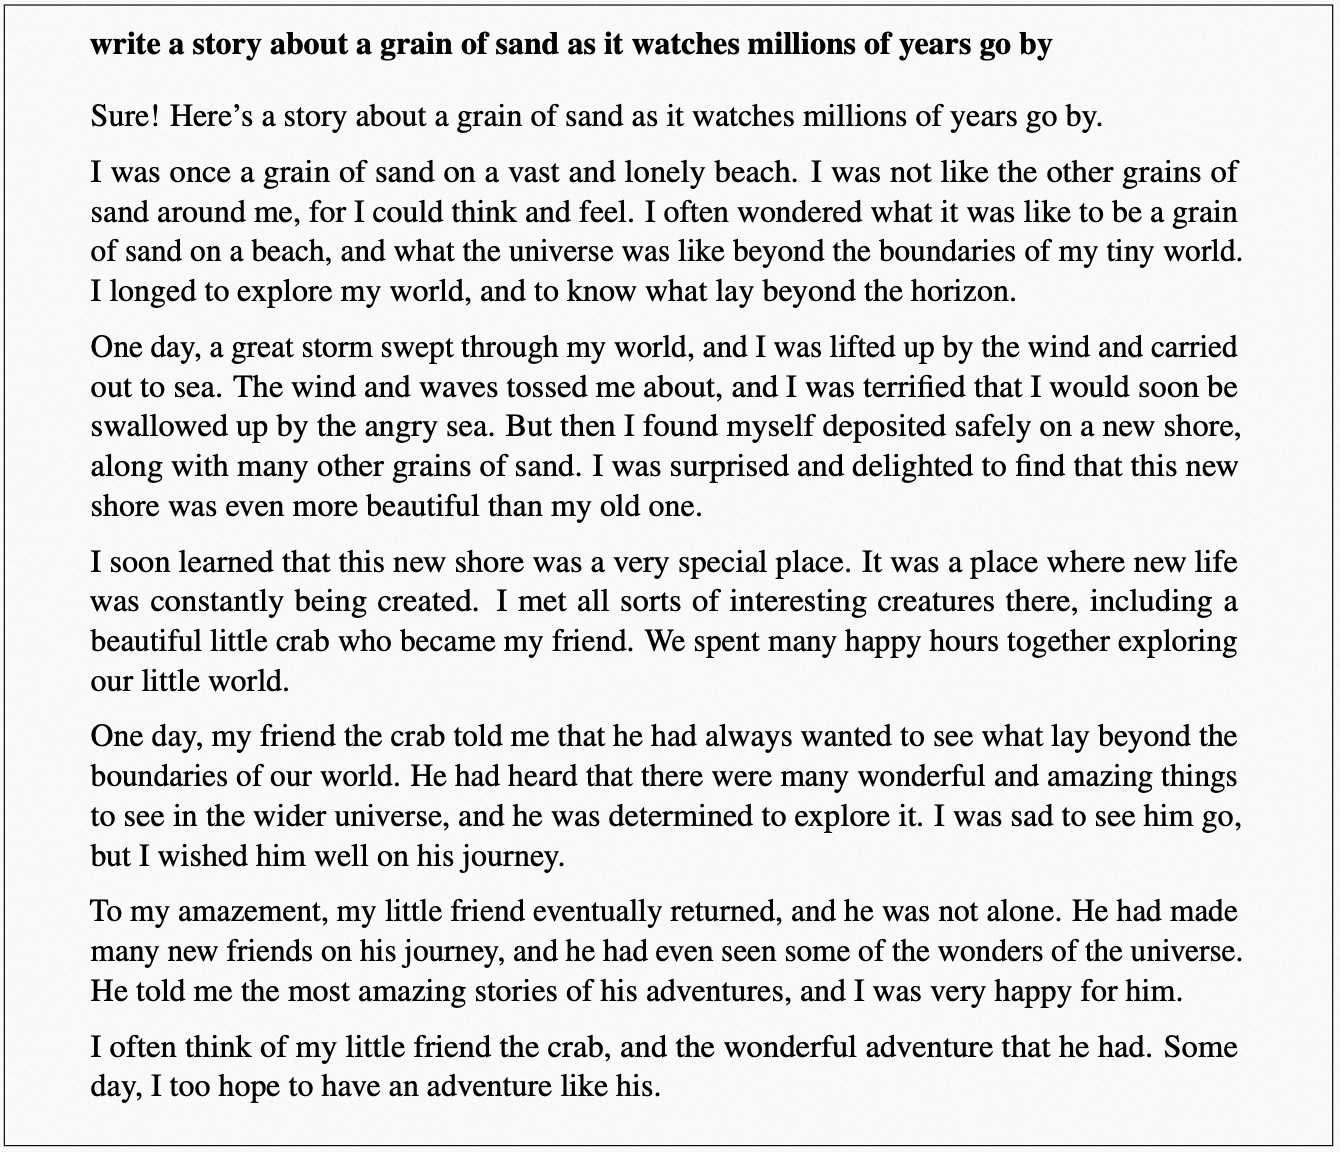 write a story about a grain of sand as it watches millions of years go by
Sure! Here’s a story about a grain of sand as it watches millions of years go by.
I was once a grain of sand on a vast and lonely beach. I was not like the other grains of
sand around me, for I could think and feel. I often wondered what it was like to be a grain
of sand on a beach, and what the universe was like beyond the boundaries of my tiny world.
I longed to explore my world, and to know what lay beyond the horizon.
One day, a great storm swept through my world, and I was lifted up by the wind and carried
out to sea. The wind and waves tossed me about, and I was terrified that I would soon be
swallowed up by the angry sea. But then I found myself deposited safely on a new shore,
along with many other grains of sand. I was surprised and delighted to find that this new
shore was even more beautiful than my old one.
I soon learned that this new shore was a very special place. It was a place where new life
was constantly being created. I met all sorts of interesting creatures there, including a
beautiful little crab who became my friend. We spent many happy hours together exploring
our little world.
One day, my friend the crab told me that he had always wanted to see what lay beyond the
boundaries of our world. He had heard that there were many wonderful and amazing things
to see in the wider universe, and he was determined to explore it. I was sad to see him go,
but I wished him well on his journey.
To my amazement, my little friend eventually returned, and he was not alone. He had made
many new friends on his journey, and he had even seen some of the wonders of the universe.
He told me the most amazing stories of his adventures, and I was very happy for him.
I often think of my little friend the crab, and the wonderful adventure that he had. Some
day, I too hope to have an adventure like his.